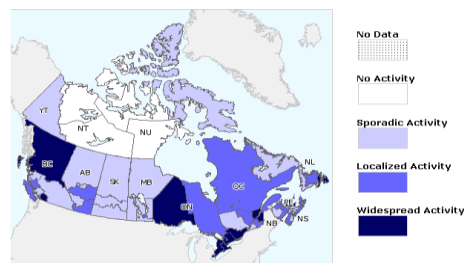 No Data
No Activity
Sporadic Activity
Localized Activity
Widespread Activity
YT
NT
NU
BC
AB
SK
MB
ON
QC
NL
PE
NB
NS